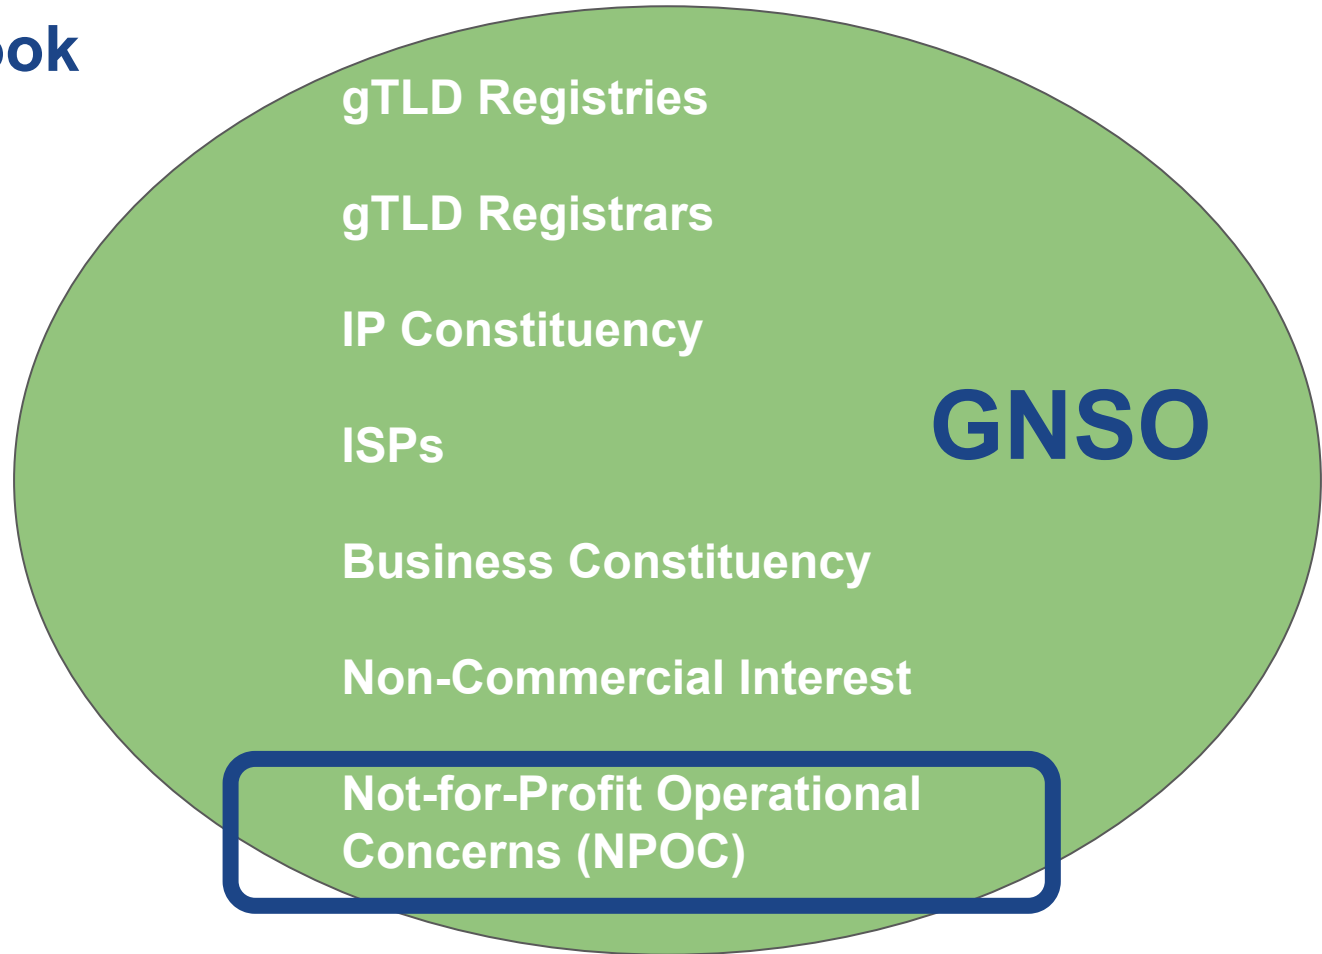 ook
gTLD Registries
gTLD Registrars
IP Constituency
ISPs
GNSO
Business Constituency
Non-Commercial Interest
Not-for-Profit Operational
Concerns (NPOC)